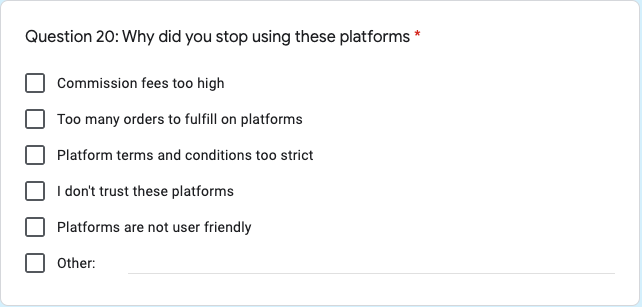 Question 20: Why did you stop using these platforms *
Commission fees too high
Too many orders to fulfill on platforms
Platform terms and conditions too strict
I don't trust these platforms
Platforms are not user friendly
Other: